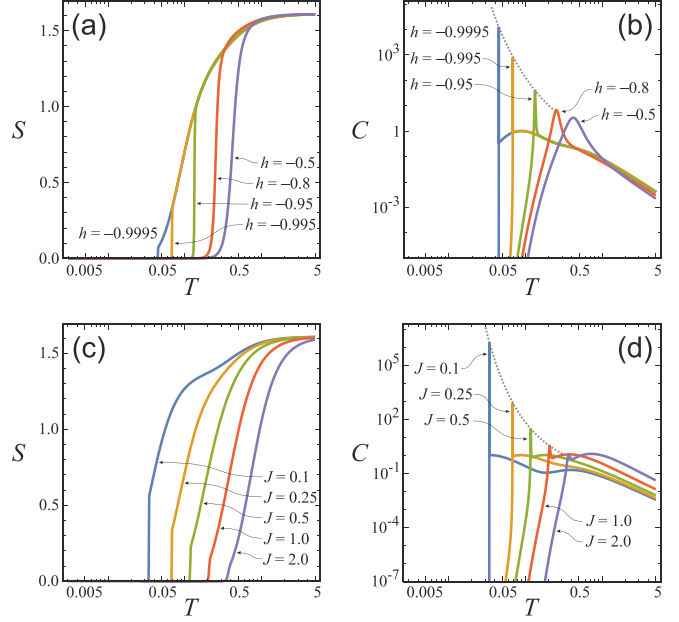 (a)
S
1.5
1.0
0.5
0.0
h = −0.5
h = −0.8
h = −0.95
h = −0.995
h = −0.9995
0.005
0.05
0.5
5
T
(b)
C
10³
1
10⁻³
h = −0.9995
h = −0.995
h = −0.95
h = −0.8
h = −0.5
0.005
0.05
0.5
5
T
(c)
S
1.5
1.0
0.5
0.0
J = 0.1
J = 0.25
J = 0.5
J = 1.0
J = 2.0
0.005
0.05
0.5
5
T
(d)
C
10⁵
10²
10⁻¹
10⁻⁴
10⁻⁷
J = 0.1
J = 0.25
J = 0.5
J = 1.0
J = 2.0
0.005
0.05
0.5
5
T